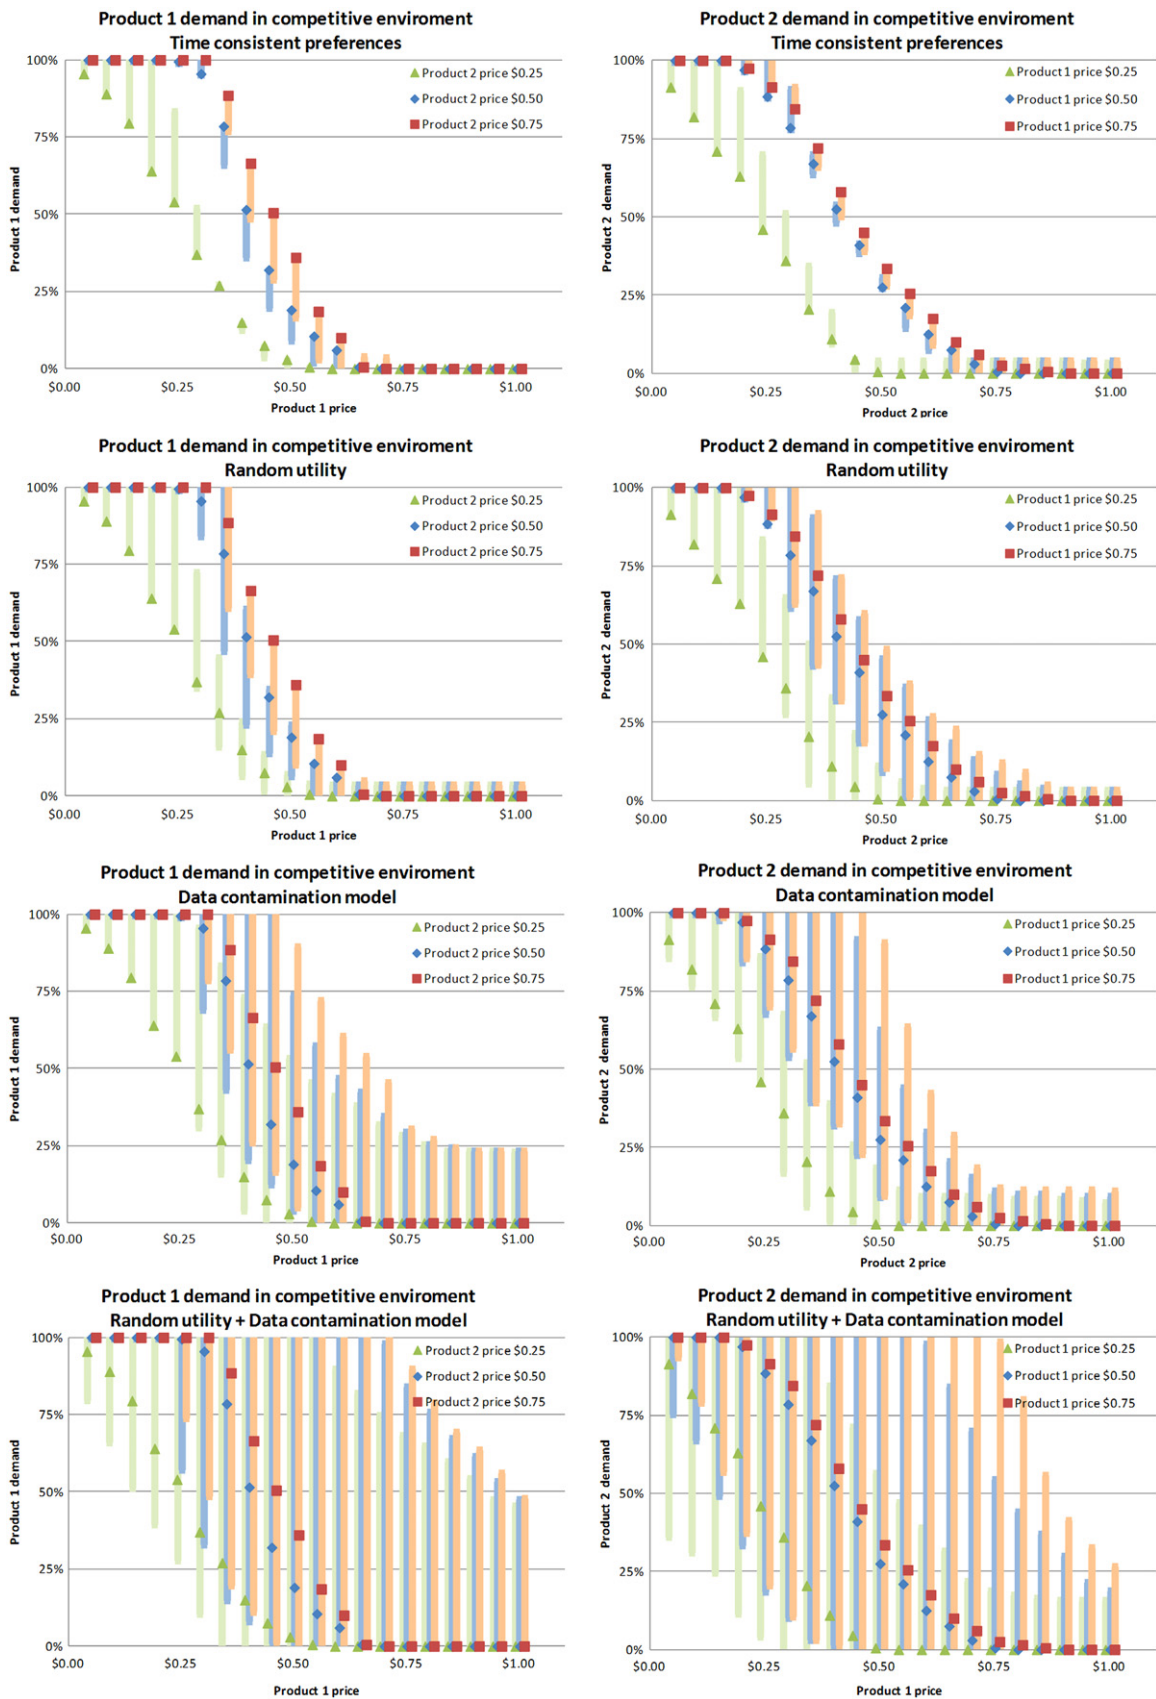 Product 1 demand in competitive enviroment
Time consistent preferences
100%
75%
50%
25%
0%
Product 1 demand
Product 2 price $0.25
Product 2 price $0.50
Product 2 price $0.75
$0.00
$0.25
$0.50
$0.75
$1.00
Product 1 price
Product 2 demand in competitive enviroment
Time consistent preferences
100%
75%
50%
25%
0%
Product 2 demand
Product 1 price $0.25
Product 1 price $0.50
Product 1 price $0.75
$0.00
$0.25
$0.50
$0.75
$1.00
Product 2 price
Product 1 demand in competitive enviroment
Random utility
100%
75%
50%
25%
0%
Product 1 demand
Product 2 price $0.25
Product 2 price $0.50
Product 2 price $0.75
$0.00
$0.25
$0.50
$0.75
$1.00
Product 1 price
Product 2 demand in competitive enviroment
Random utility
100%
75%
50%
25%
0%
Product 2 demand
Product 1 price $0.25
Product 1 price $0.50
Product 1 price $0.75
$0.00
$0.25
$0.50
$0.75
$1.00
Product 2 price
Product 1 demand in competitive enviroment
Data contamination model
100%
75%
50%
25%
0%
Product 1 demand
Product 2 price $0.25
Product 2 price $0.50
Product 2 price $0.75
$0.00
$0.25
$0.50
$0.75
$1.00
Product 1 price
Product 2 demand in competitive enviroment
Data contamination model
100%
75%
50%
25%
0%
Product 2 demand
Product 1 price $0.25
Product 1 price $0.50
Product 1 price $0.75
$0.00
$0.25
$0.50
$0.75
$1.00
Product 2 price
Product 1 demand in competitive enviroment
Random utility + Data contamination model
100%
75%
50%
25%
0%
Product 1 demand
Product 2 price $0.25
Product 2 price $0.50
Product 2 price $0.75
$0.00
$0.25
$0.50
$0.75
$1.00
Product 1 price
Product 2 demand in competitive enviroment
Random utility + Data contamination model
100%
75%
50%
25%
0%
Product 2 demand
Product 1 price $0.25
Product 1 price $0.50
Product 1 price $0.75
$0.00
$0.25
$0.50
$0.75
$1.00
Product 1 price